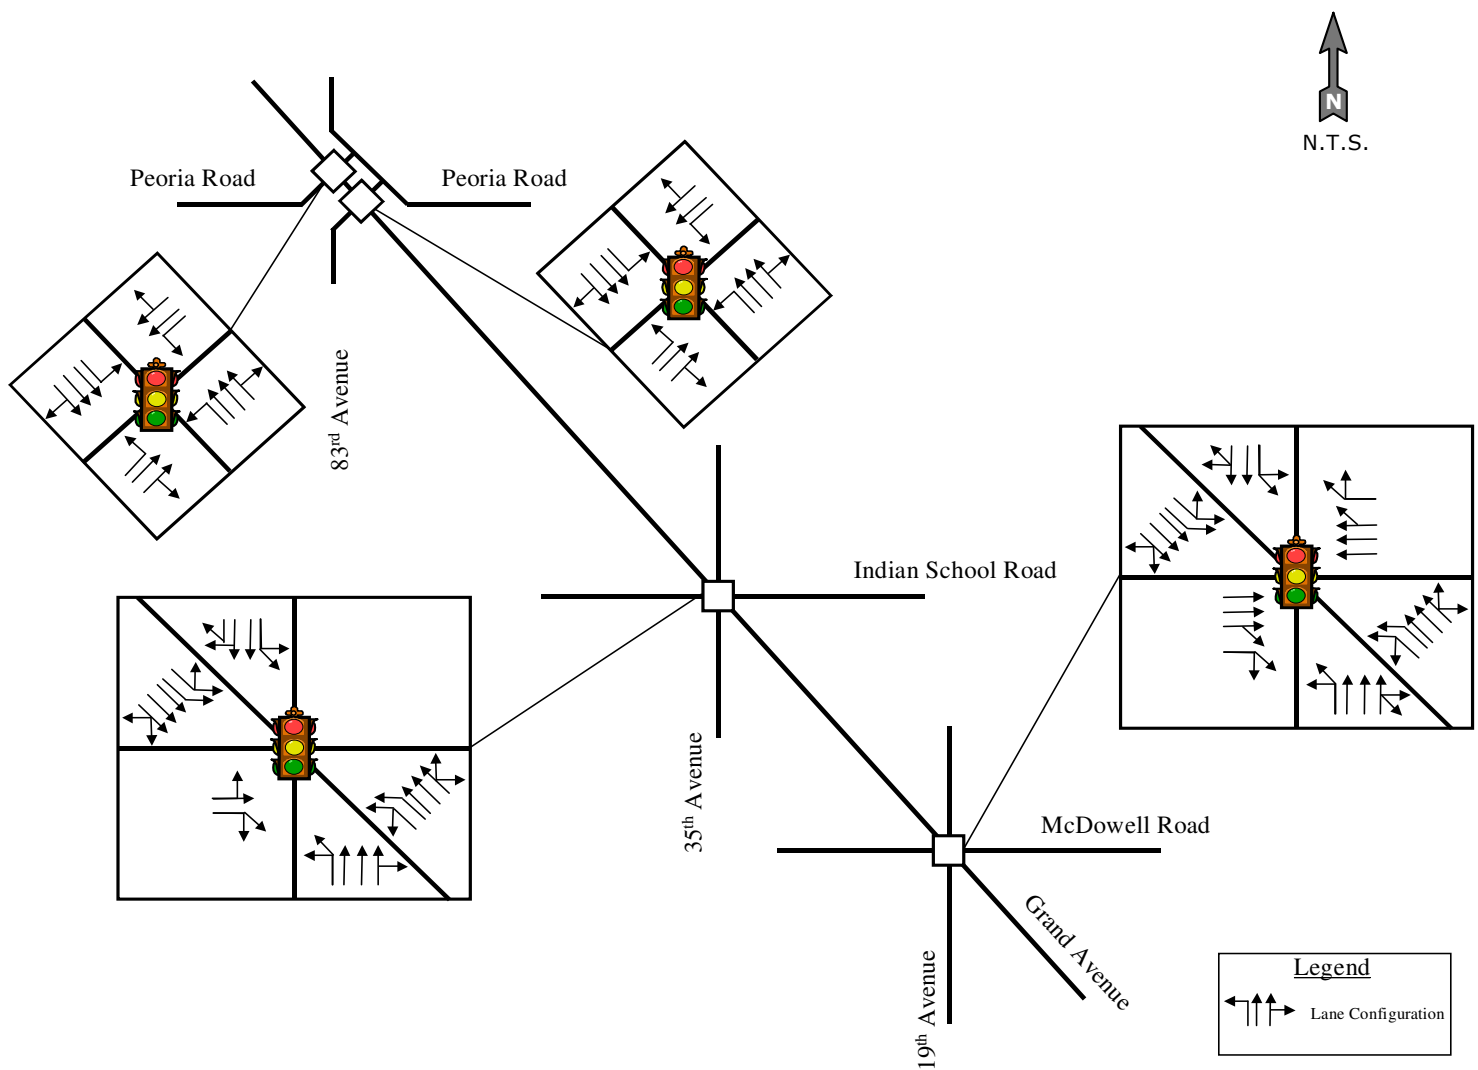 N
N.T.S.
Peoria Road
Peoria Road
83rd Avenue
Indian School Road
35th Avenue
McDowell Road
Grand Avenue
19th Avenue
Legend
Lane Configuration